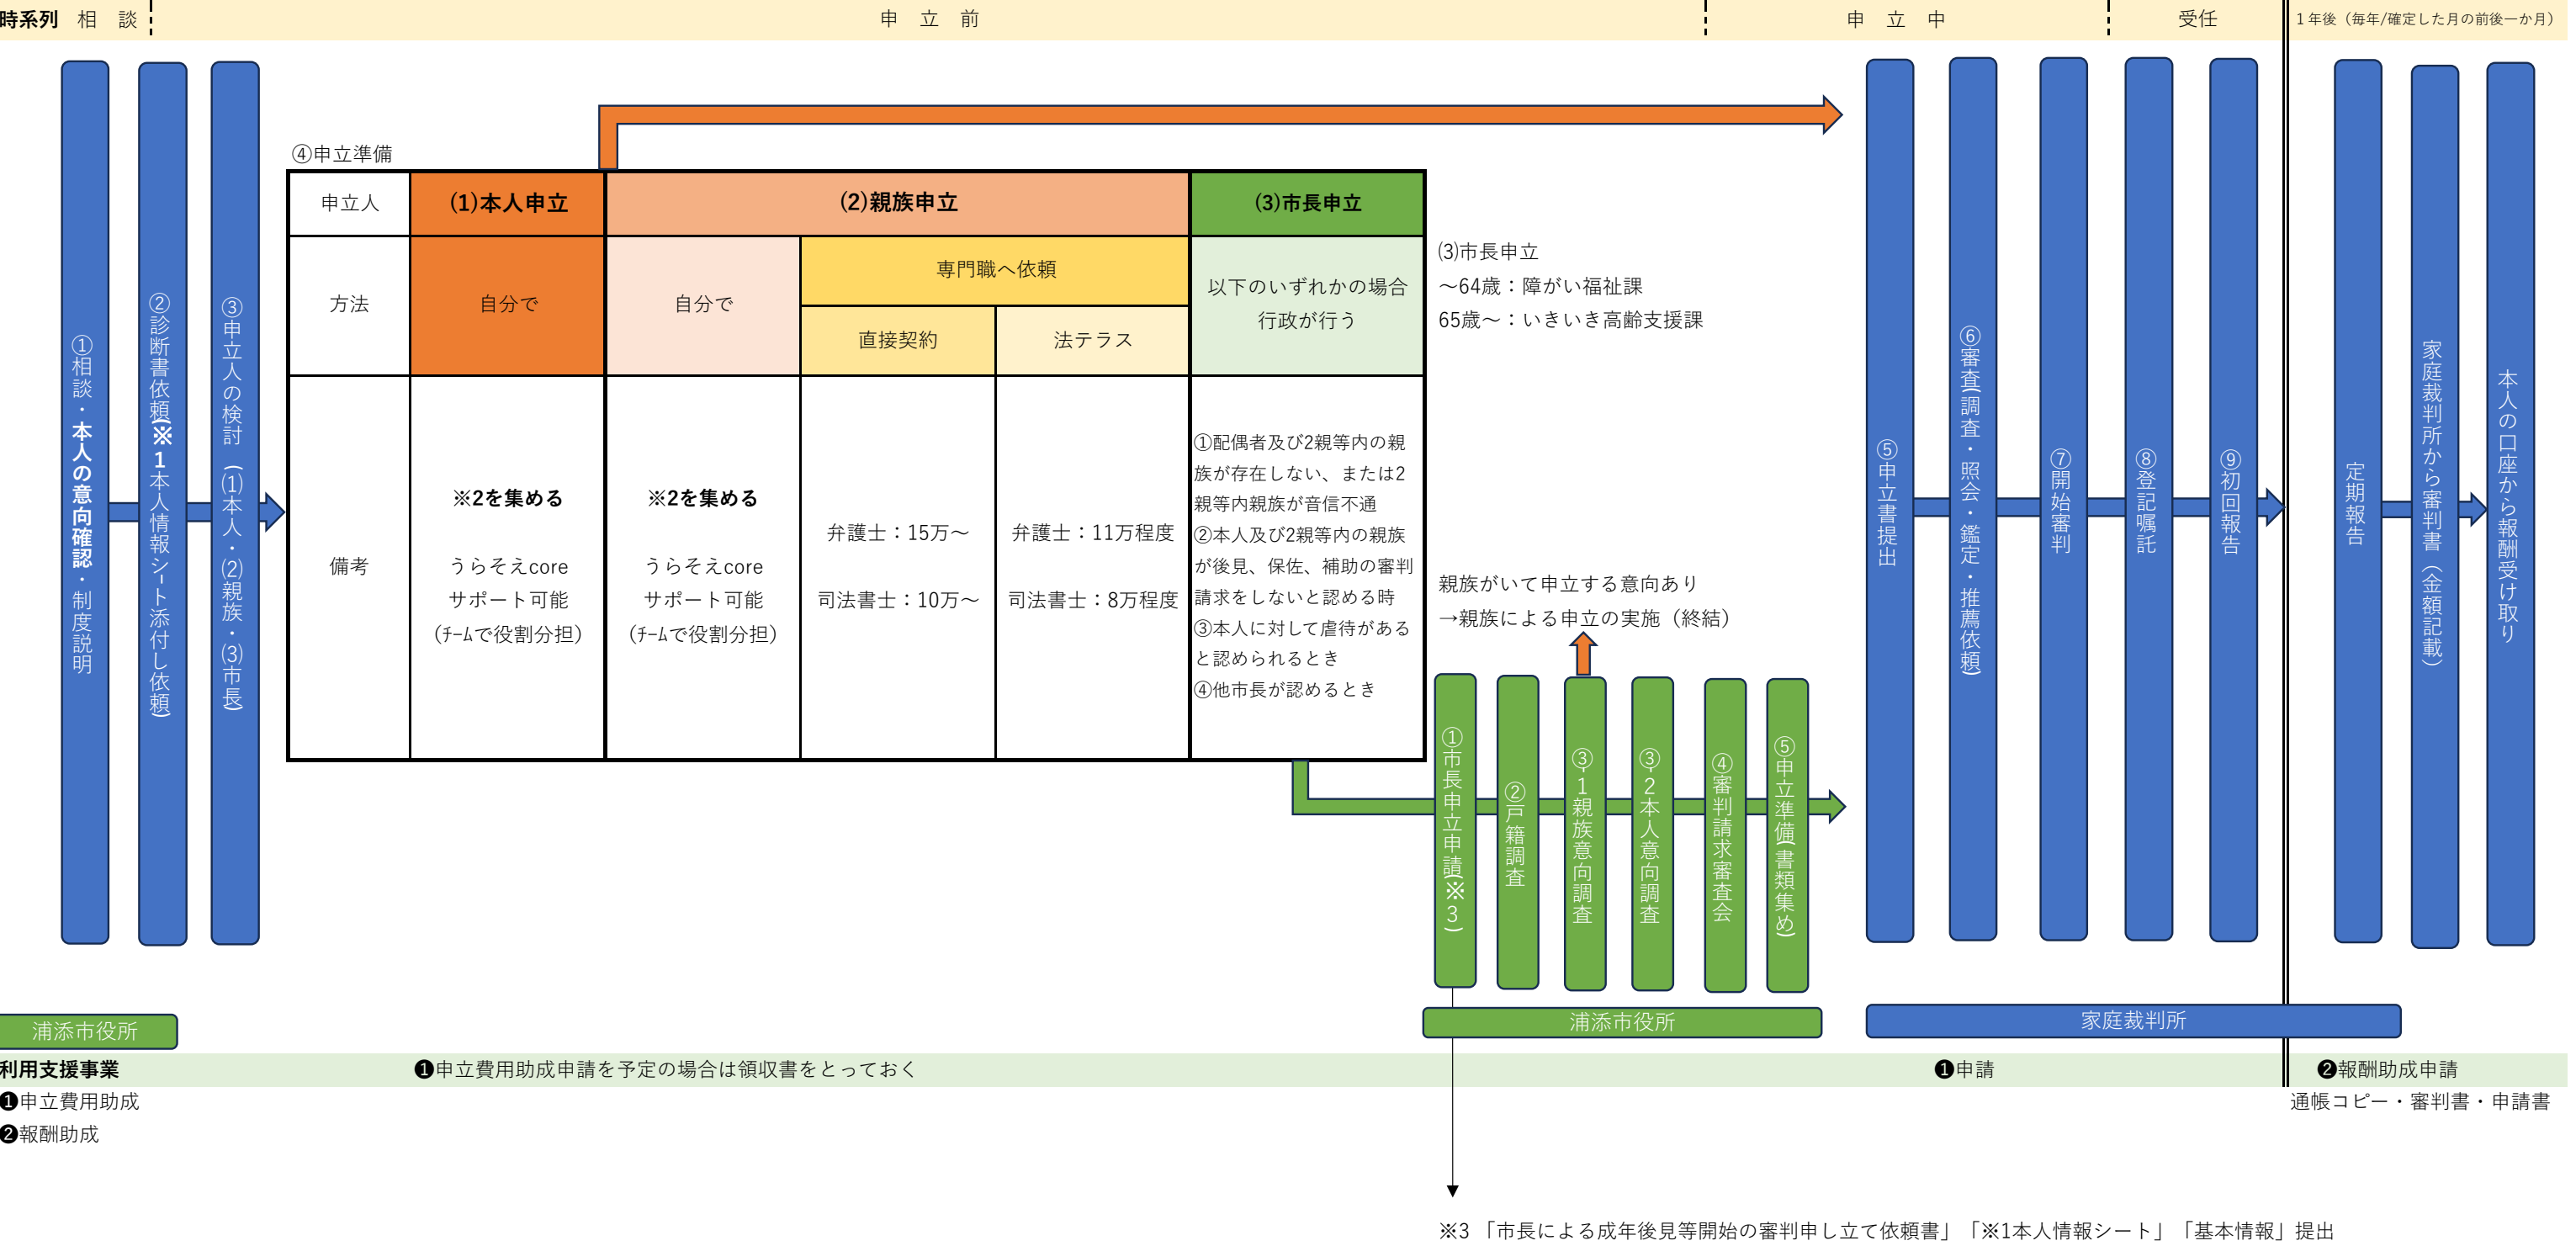 時系列
相　談
申　立　前
申　立　中
受任
１年後（毎年/確定した月の前後一か月）
①相談・本人の意向確認・制度説明
②診断書依頼(※1本人情報シート添付し依頼)
③申立人の検討　(⑴本人・⑵親族・⑶市長)
④申立準備
申立人
⑴本人申立
⑵親族申立
⑶市長申立
方法
自分で
自分で
専門職へ依頼
直接契約
法テラス
以下のいずれかの場合
行政が行う
備考
※2を集める
うらそえcore
サポート可能
(ﾁｰﾑで役割分担)
※2を集める
うらそえcore
サポート可能
(ﾁｰﾑで役割分担)
弁護士：15万～
司法書士：10万～
弁護士：11万程度
司法書士：8万程度
①配偶者及び2親等内の親
族が存在しない、または2
親等内親族が音信不通
②本人及び2親等内の親族
が後見、保佐、補助の審判
請求をしないと認める時
③本人に対して虐待がある
と認められるとき
④他市長が認めるとき
⑶市長申立
～64歳：障がい福祉課
65歳～：いきいき高齢支援課
親族がいて申立する意向あり
→親族による申立の実施（終結）
①市長申立申請(※3)
②戸籍調査
③-1親族意向調査
③-2本人意向調査
④審判請求審査会
⑤申立準備(書類集め)
⑤申立書提出
⑥審査(調査・照会・鑑定・推薦依頼)
⑦開始審判
⑧登記嘱託
⑨初回報告
定期報告
家庭裁判所から審判書（金額記載）
本人の口座から報酬受け取り
浦添市役所
浦添市役所
家庭裁判所
利用支援事業
❶申立費用助成申請を予定の場合は領収書をとっておく
❶申請
❷報酬助成申請
❶申立費用助成
❷報酬助成
通帳コピー・審判書・申請書
※3 「市長による成年後見等開始の審判申し立て依頼書」「※1本人情報シート」「基本情報」提出